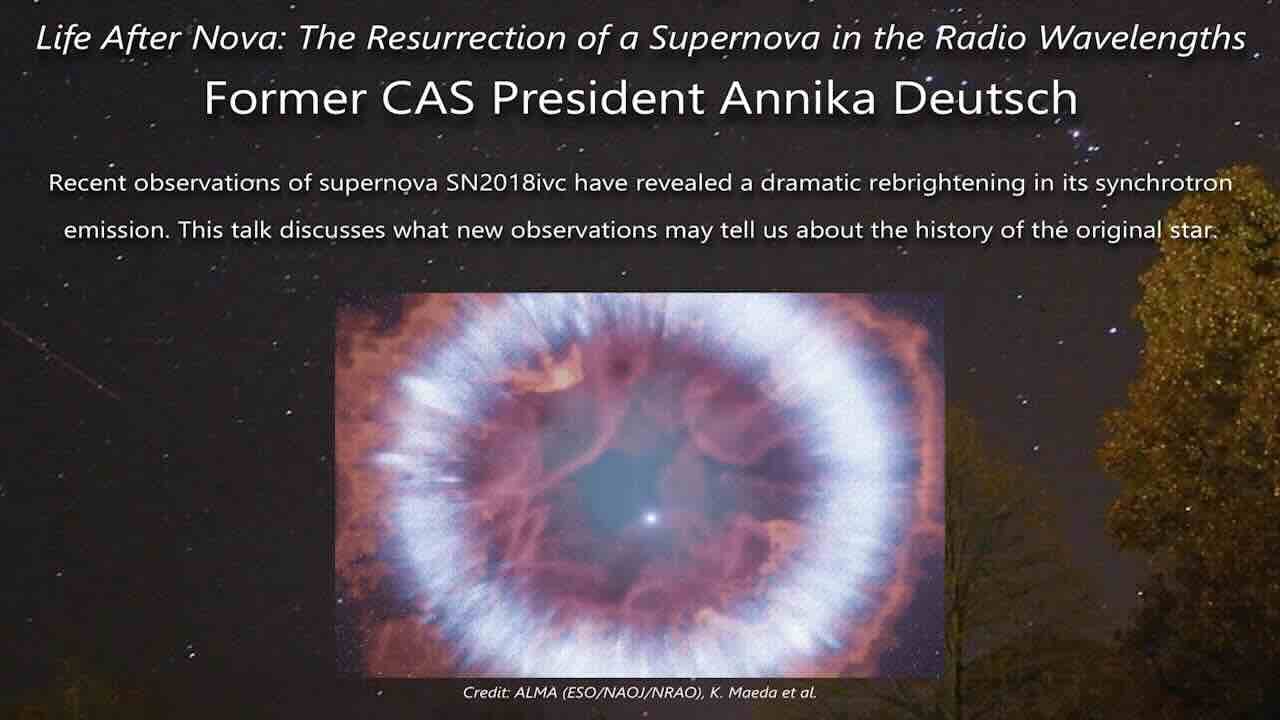 Life After Nova: The Resurrection of a Supernova in the Radio Wavelengths
Former CAS President Annika Deutsch
Recent observations of supernova SN2018ivc have revealed a dramatic rebrightening in its synchrotron
emission. This talk discusses what new observations may tell us about the history of the original star.
Credit: ALMA (ESO/NAOJ/NRAO), K. Maeda et al.